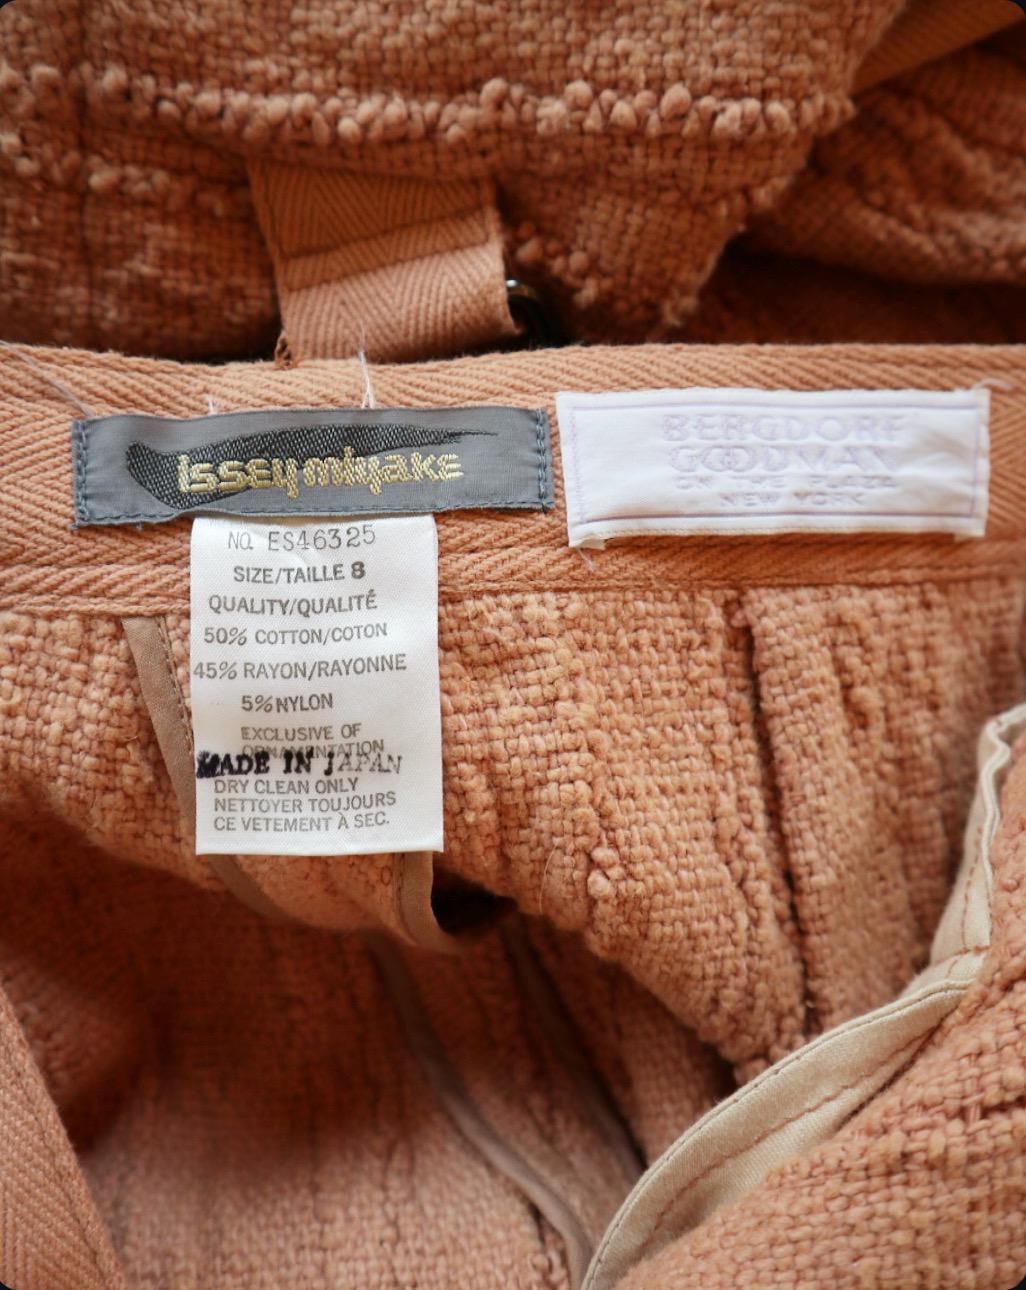 issey miyake
BERGDORF
GOODMAN
ON THE PLAZA
NEW YORK
NO. ES46325
SIZE/TAILLE 8
QUALITY/QUALITÉ
50% COTTON/COTON
45% RAYON/RAYONNE
5% NYLON
EXCLUSIVE OF
ORNAMENTATION
MADE IN JAPAN
DRY CLEAN ONLY
NETTOYER TOUJOURS
CE VETEMENT À SEC.